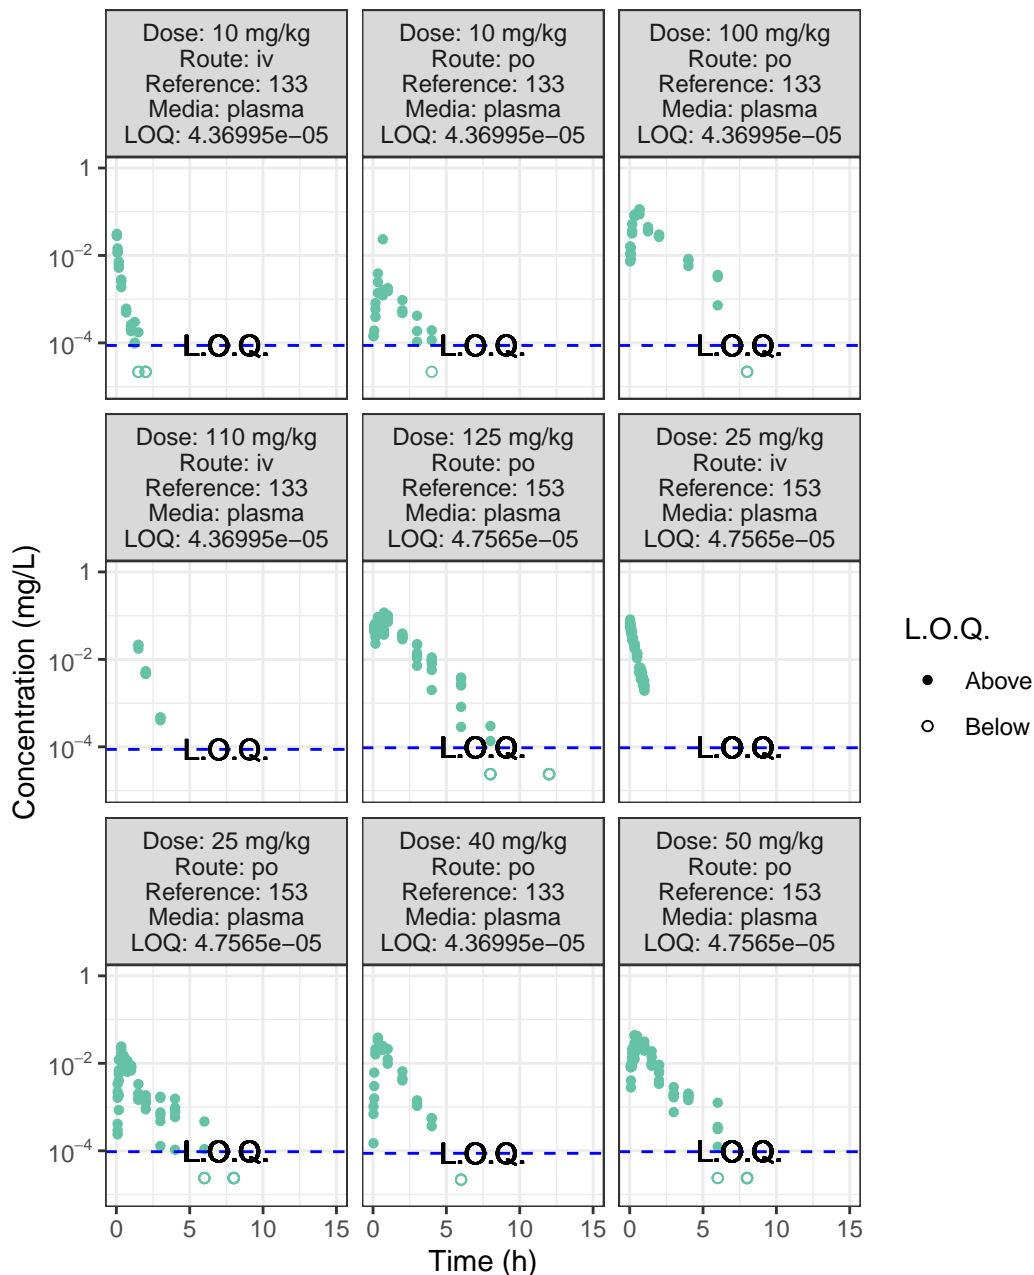 Dose: 10 mg/kg
Route: iv
Reference: 133
Media: plasma
LOQ: 4.36995e−05
Dose: 10 mg/kg
Route: po
Reference: 133
Media: plasma
LOQ: 4.36995e−05
Dose: 100 mg/kg
Route: po
Reference: 133
Media: plasma
LOQ: 4.36995e−05
1
10⁻²
10⁻⁴
L.O.Q.
L.O.Q.
L.O.Q.
Dose: 110 mg/kg
Route: iv
Reference: 133
Media: plasma
LOQ: 4.36995e−05
Dose: 125 mg/kg
Route: po
Reference: 153
Media: plasma
LOQ: 4.7565e−05
Dose: 25 mg/kg
Route: iv
Reference: 153
Media: plasma
LOQ: 4.7565e−05
1
10⁻²
10⁻⁴
L.O.Q.
L.O.Q.
L.O.Q.
Dose: 25 mg/kg
Route: po
Reference: 153
Media: plasma
LOQ: 4.7565e−05
Dose: 40 mg/kg
Route: po
Reference: 133
Media: plasma
LOQ: 4.36995e−05
Dose: 50 mg/kg
Route: po
Reference: 153
Media: plasma
LOQ: 4.7565e−05
1
10⁻²
10⁻⁴
L.O.Q.
L.O.Q.
L.O.Q.
0 5 10 15
0 5 10 15
0 5 10 15
Time (h)
Concentration (mg/L)
L.O.Q.
Above
Below